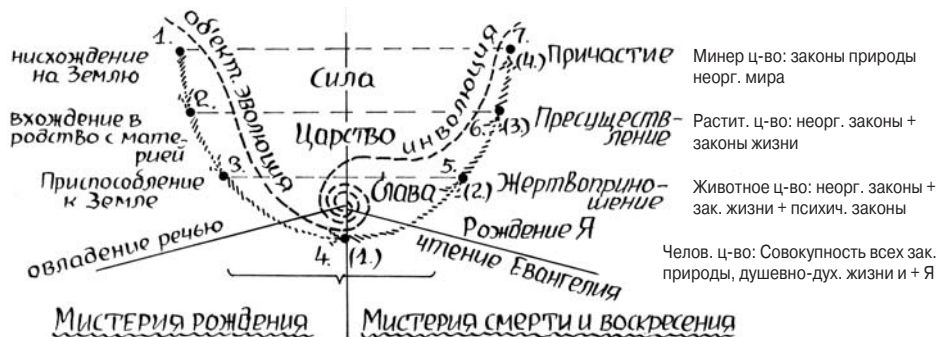 1.
объект. эволюция
инволюция
7.
нисхождение
на Землю
Сила
(4.) Причастие
Минер ц-во: законы природы
неорг. мира
2.
вхождение в
родство с мате-
рией
Царство
6. (3.) Пресуществ-
ление
Растит. ц-во: неорг. законы +
законы жизни
3.
Приспособление
к Земле
Слава
5.
(2.) Жертвоприно-
шение
Животное ц-во: неорг. законы +
зак. жизни + психич. законы
овладение речью
4. (1.)
Рождение Я
чтение Евангелия
Челов. ц-во: Совокупность всех зак.
природы, душевно-дух. жизни и + Я
Мистерия рождения
Мистерия смерти и воскресения